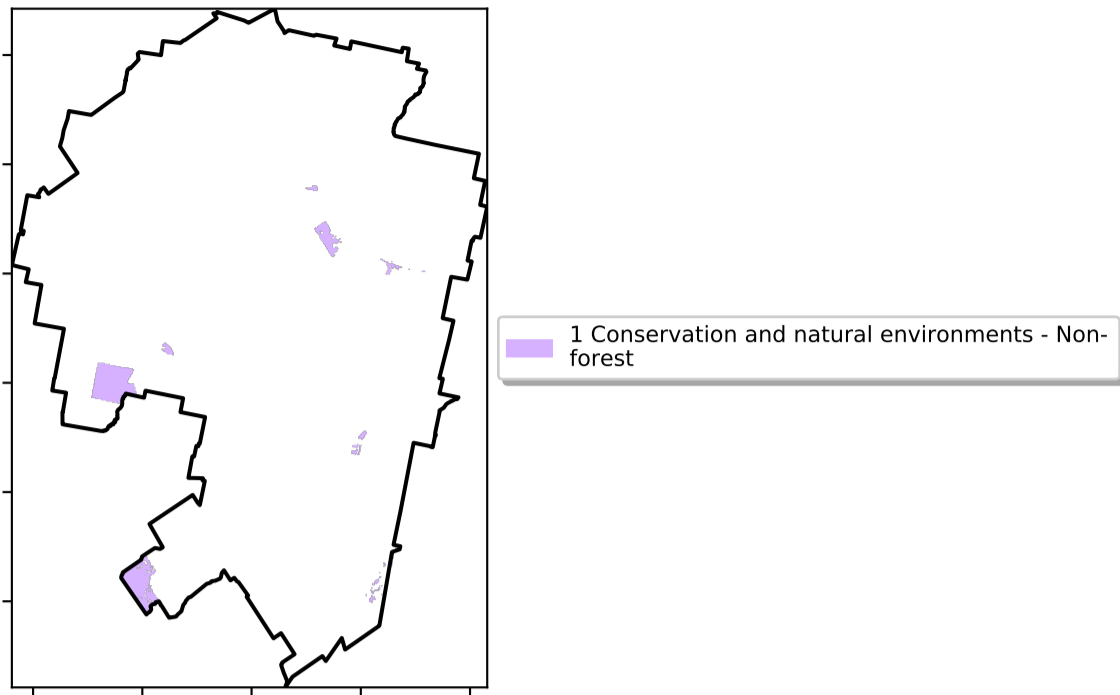 1 Conservation and natural environments - Non-
forest